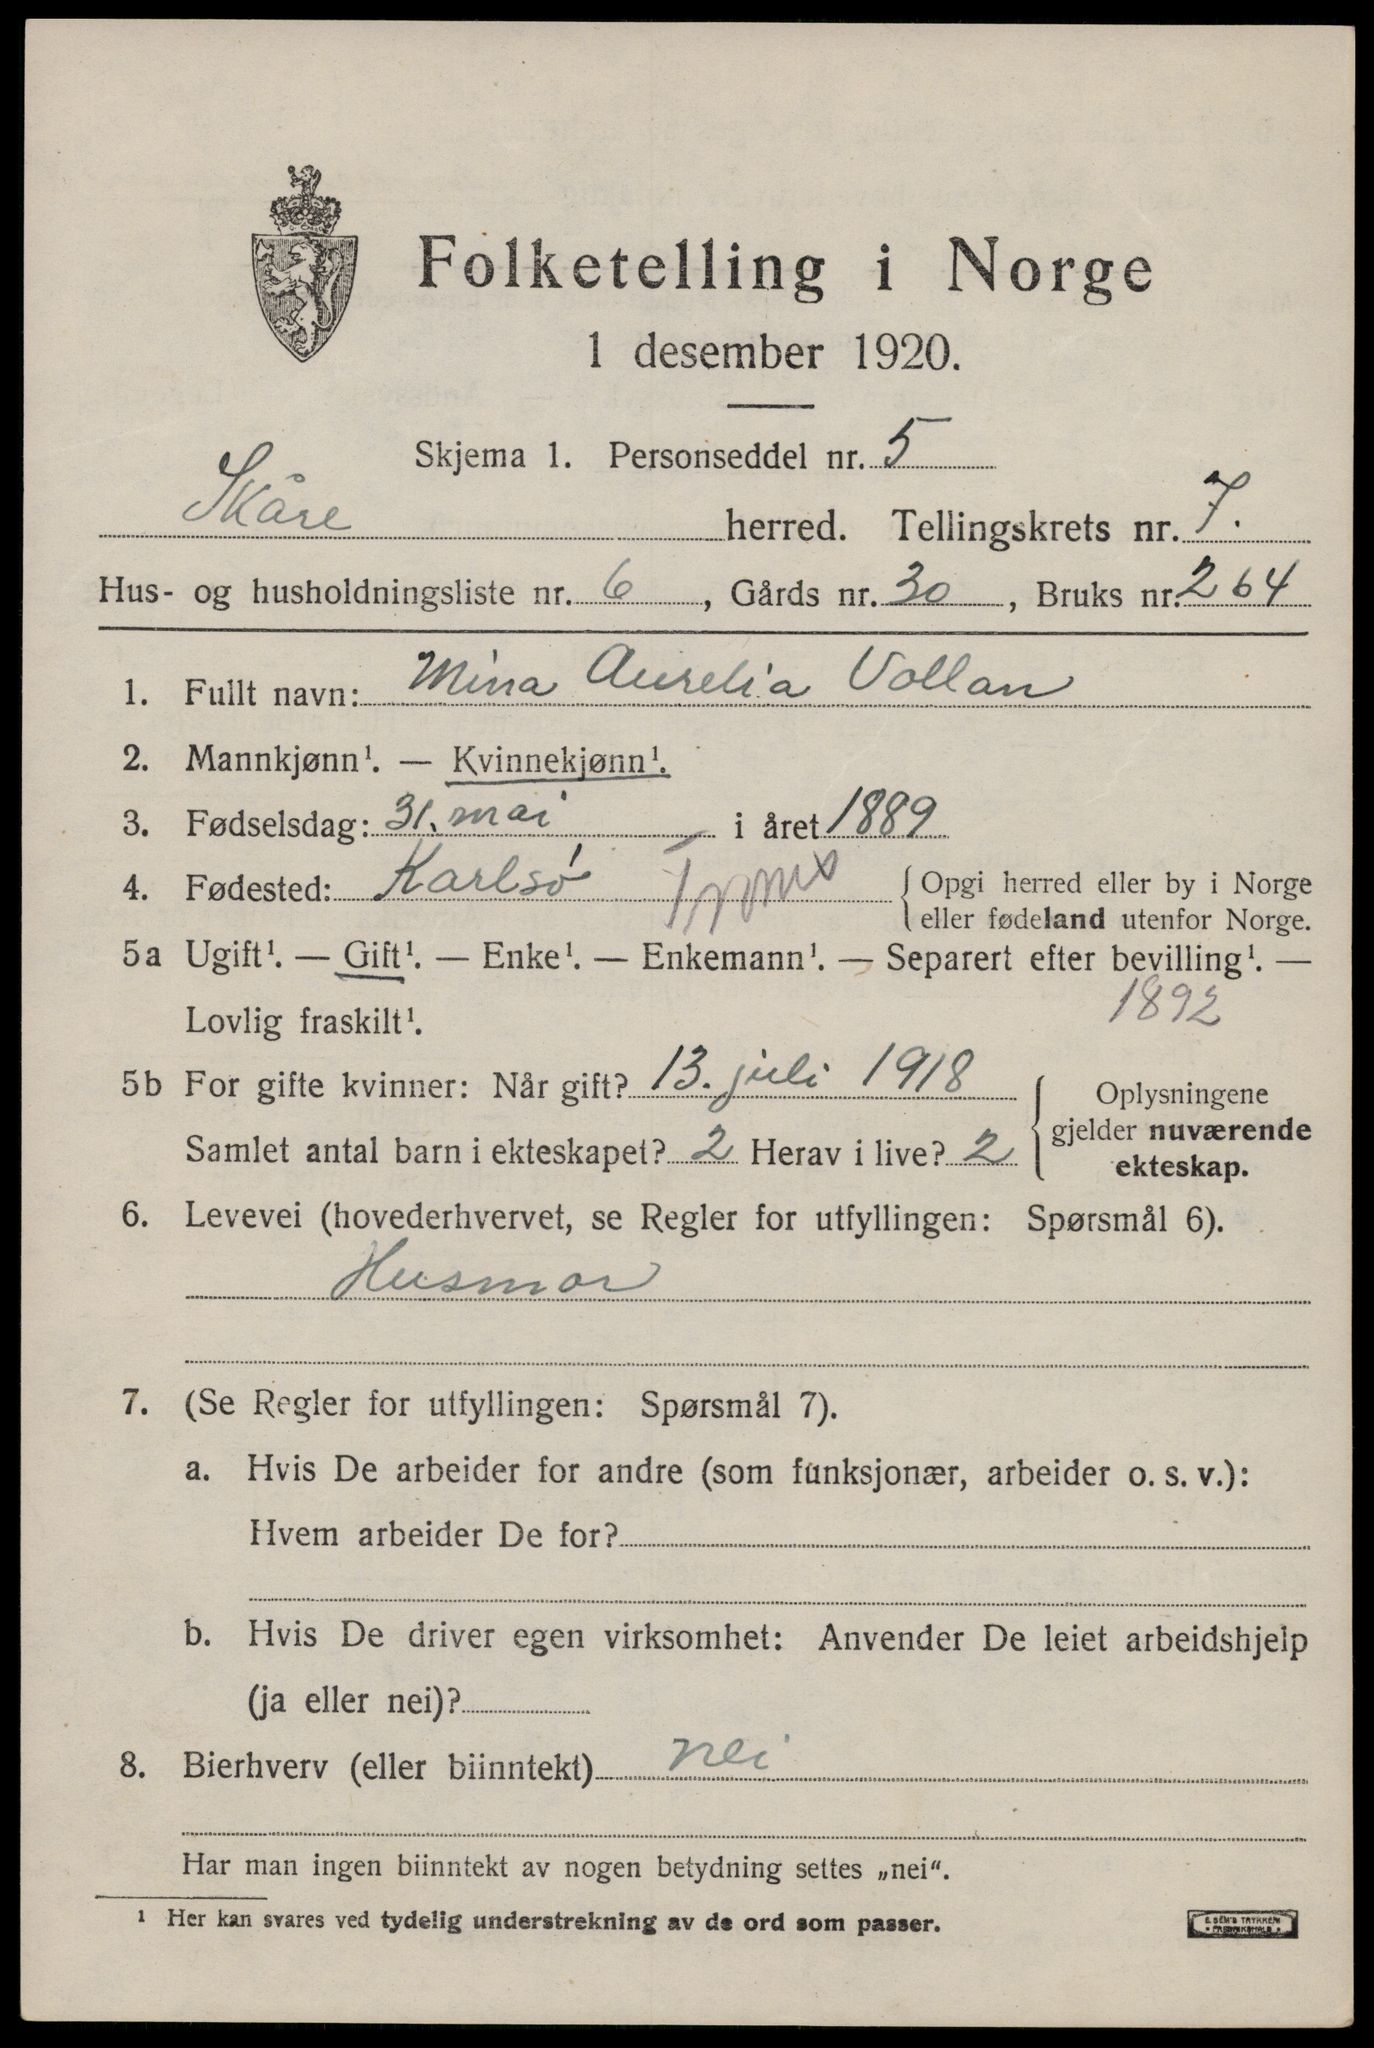 Folketelling i Norge
1 desember 1920.
Skjema 1. Personseddel nr. 5
Skåre herred. Tellingskrets nr. 7.
Hus- og husholdningsliste nr. 6, Gårds nr. 30, Bruks nr. 264
1. Fullt navn: Mina Aurelia Vollan
2. Mannkjønn¹. — Kvinnekjønn¹.
3. Fødselsdag: 31. mai i året 1889
4. Fødested: Karlsö Troms { Opgi herred eller by i Norge
eller fødeland utenfor Norge.
5a Ugift¹. — Gift¹. — Enke¹. — Enkemann¹. — Separert efter bevilling¹. —
Lovlig fraskilt¹. 1892
5b For gifte kvinner: Når gift? 13. juli 1918 { Oplysningene
gjelder nuværende
ekteskap.
Samlet antal barn i ekteskapet? 2 Herav i live? 2
6. Levevei (hovederhvervet, se Regler for utfyllingen: Spørsmål 6).
Husmor
7. (Se Regler for utfyllingen: Spørsmål 7).
a. Hvis De arbeider for andre (som funksjonær, arbeider o. s. v.):
Hvem arbeider De for?
b. Hvis De driver egen virksomhet: Anvender De leiet arbeidshjelp
(ja eller nei)?
8. Bierhverv (eller biinntekt) nei
Har man ingen biinntekt av nogen betydning settes „nei“.
¹ Her kan svares ved tydelig understrekning av de ord som passer.
E. SEM'S TRYKKERI
• FREDRIKSHALD •